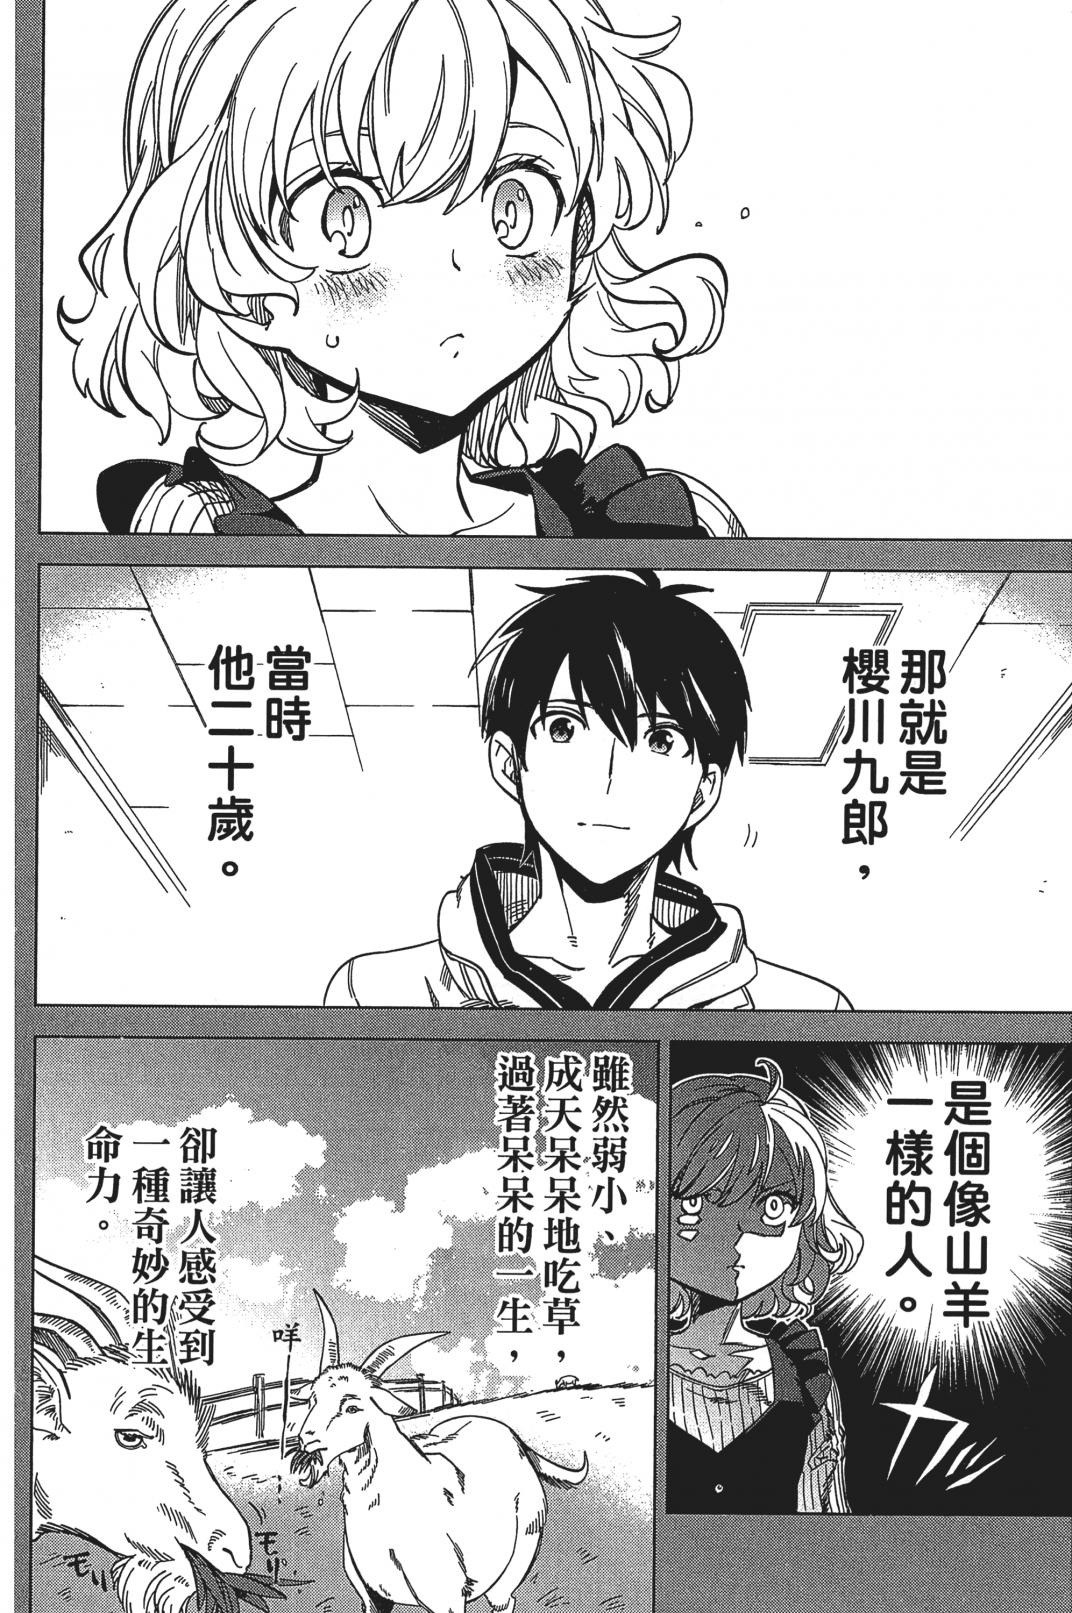 那就是
櫻川九郎，
當時
他二十歲。
是個像山羊
一樣的人。
カッ
雖然弱小、
成天呆呆地吃草，
過著呆呆的一生，
卻讓人感受到
一種奇妙的生
命力。
咩
モリ
モリ